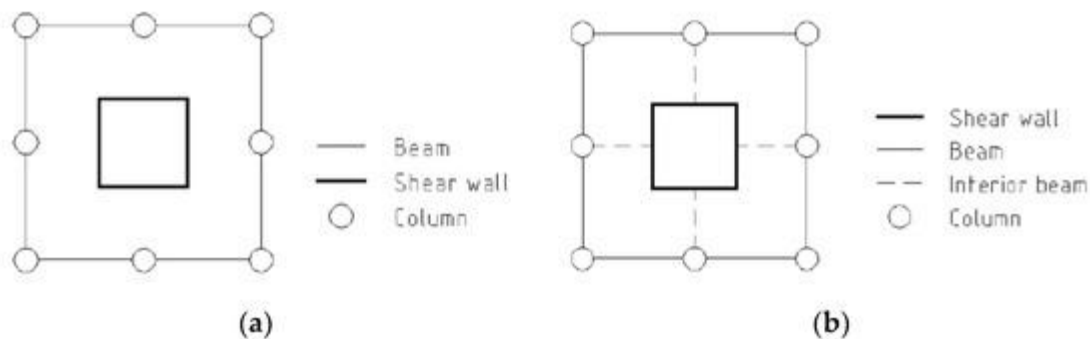 Beam
Shear wall
Column
(a)
Shear wall
Beam
Interior beam
Column
(b)